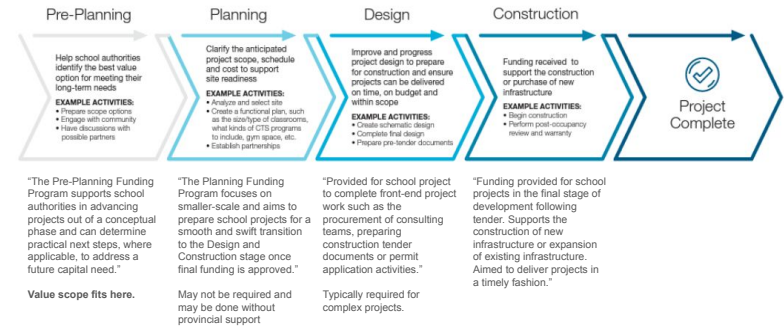 Pre-Planning
Help school authorities
identify the best value
option for meeting their
long-term needs
EXAMPLE ACTIVITIES:
• Prepare scope options
• Engage with community
• Have discussions with
possible partners
Planning
Clarify the anticipated
project scope, schedule
and cost to support
site readiness
EXAMPLE ACTIVITIES:
• Analyze and select site
• Create a functional plan, such
as the size/type of classrooms,
what kinds of CTS programs
to include, gym space, etc.
• Establish partnerships
Design
Improve and progress
project design to prepare
for construction and ensure
projects can be delivered
on time, on budget and
within scope
EXAMPLE ACTIVITIES:
• Create schematic design
• Complete final design
• Prepare pre-tender documents
Construction
Funding received to
support the construction
or purchase of new
infrastructure
EXAMPLE ACTIVITIES:
• Begin construction
• Perform post-occupancy
review and warranty
Project
Complete
“The Pre-Planning Funding
Program supports school
authorities in advancing
projects out of a conceptual
phase and can determine
practical next steps, where
applicable, to address a
future capital need.”
Value scope fits here.
“The Planning Funding
Program focuses on
smaller-scale and aims to
prepare school projects for a
smooth and swift transition
to the Design and
Construction stage once
final funding is approved.”
May not be required and
may be done without
provincial support
“Provided for school project
to complete front-end project
work such as the
procurement of consulting
teams, preparing
construction tender
documents or permit
application activities.”
Typically required for
complex projects.
“Funding provided for school
projects in the final stage of
development following
tender. Supports the
construction of new
infrastructure or expansion
of existing infrastructure.
Aimed to deliver projects in
a timely fashion.”